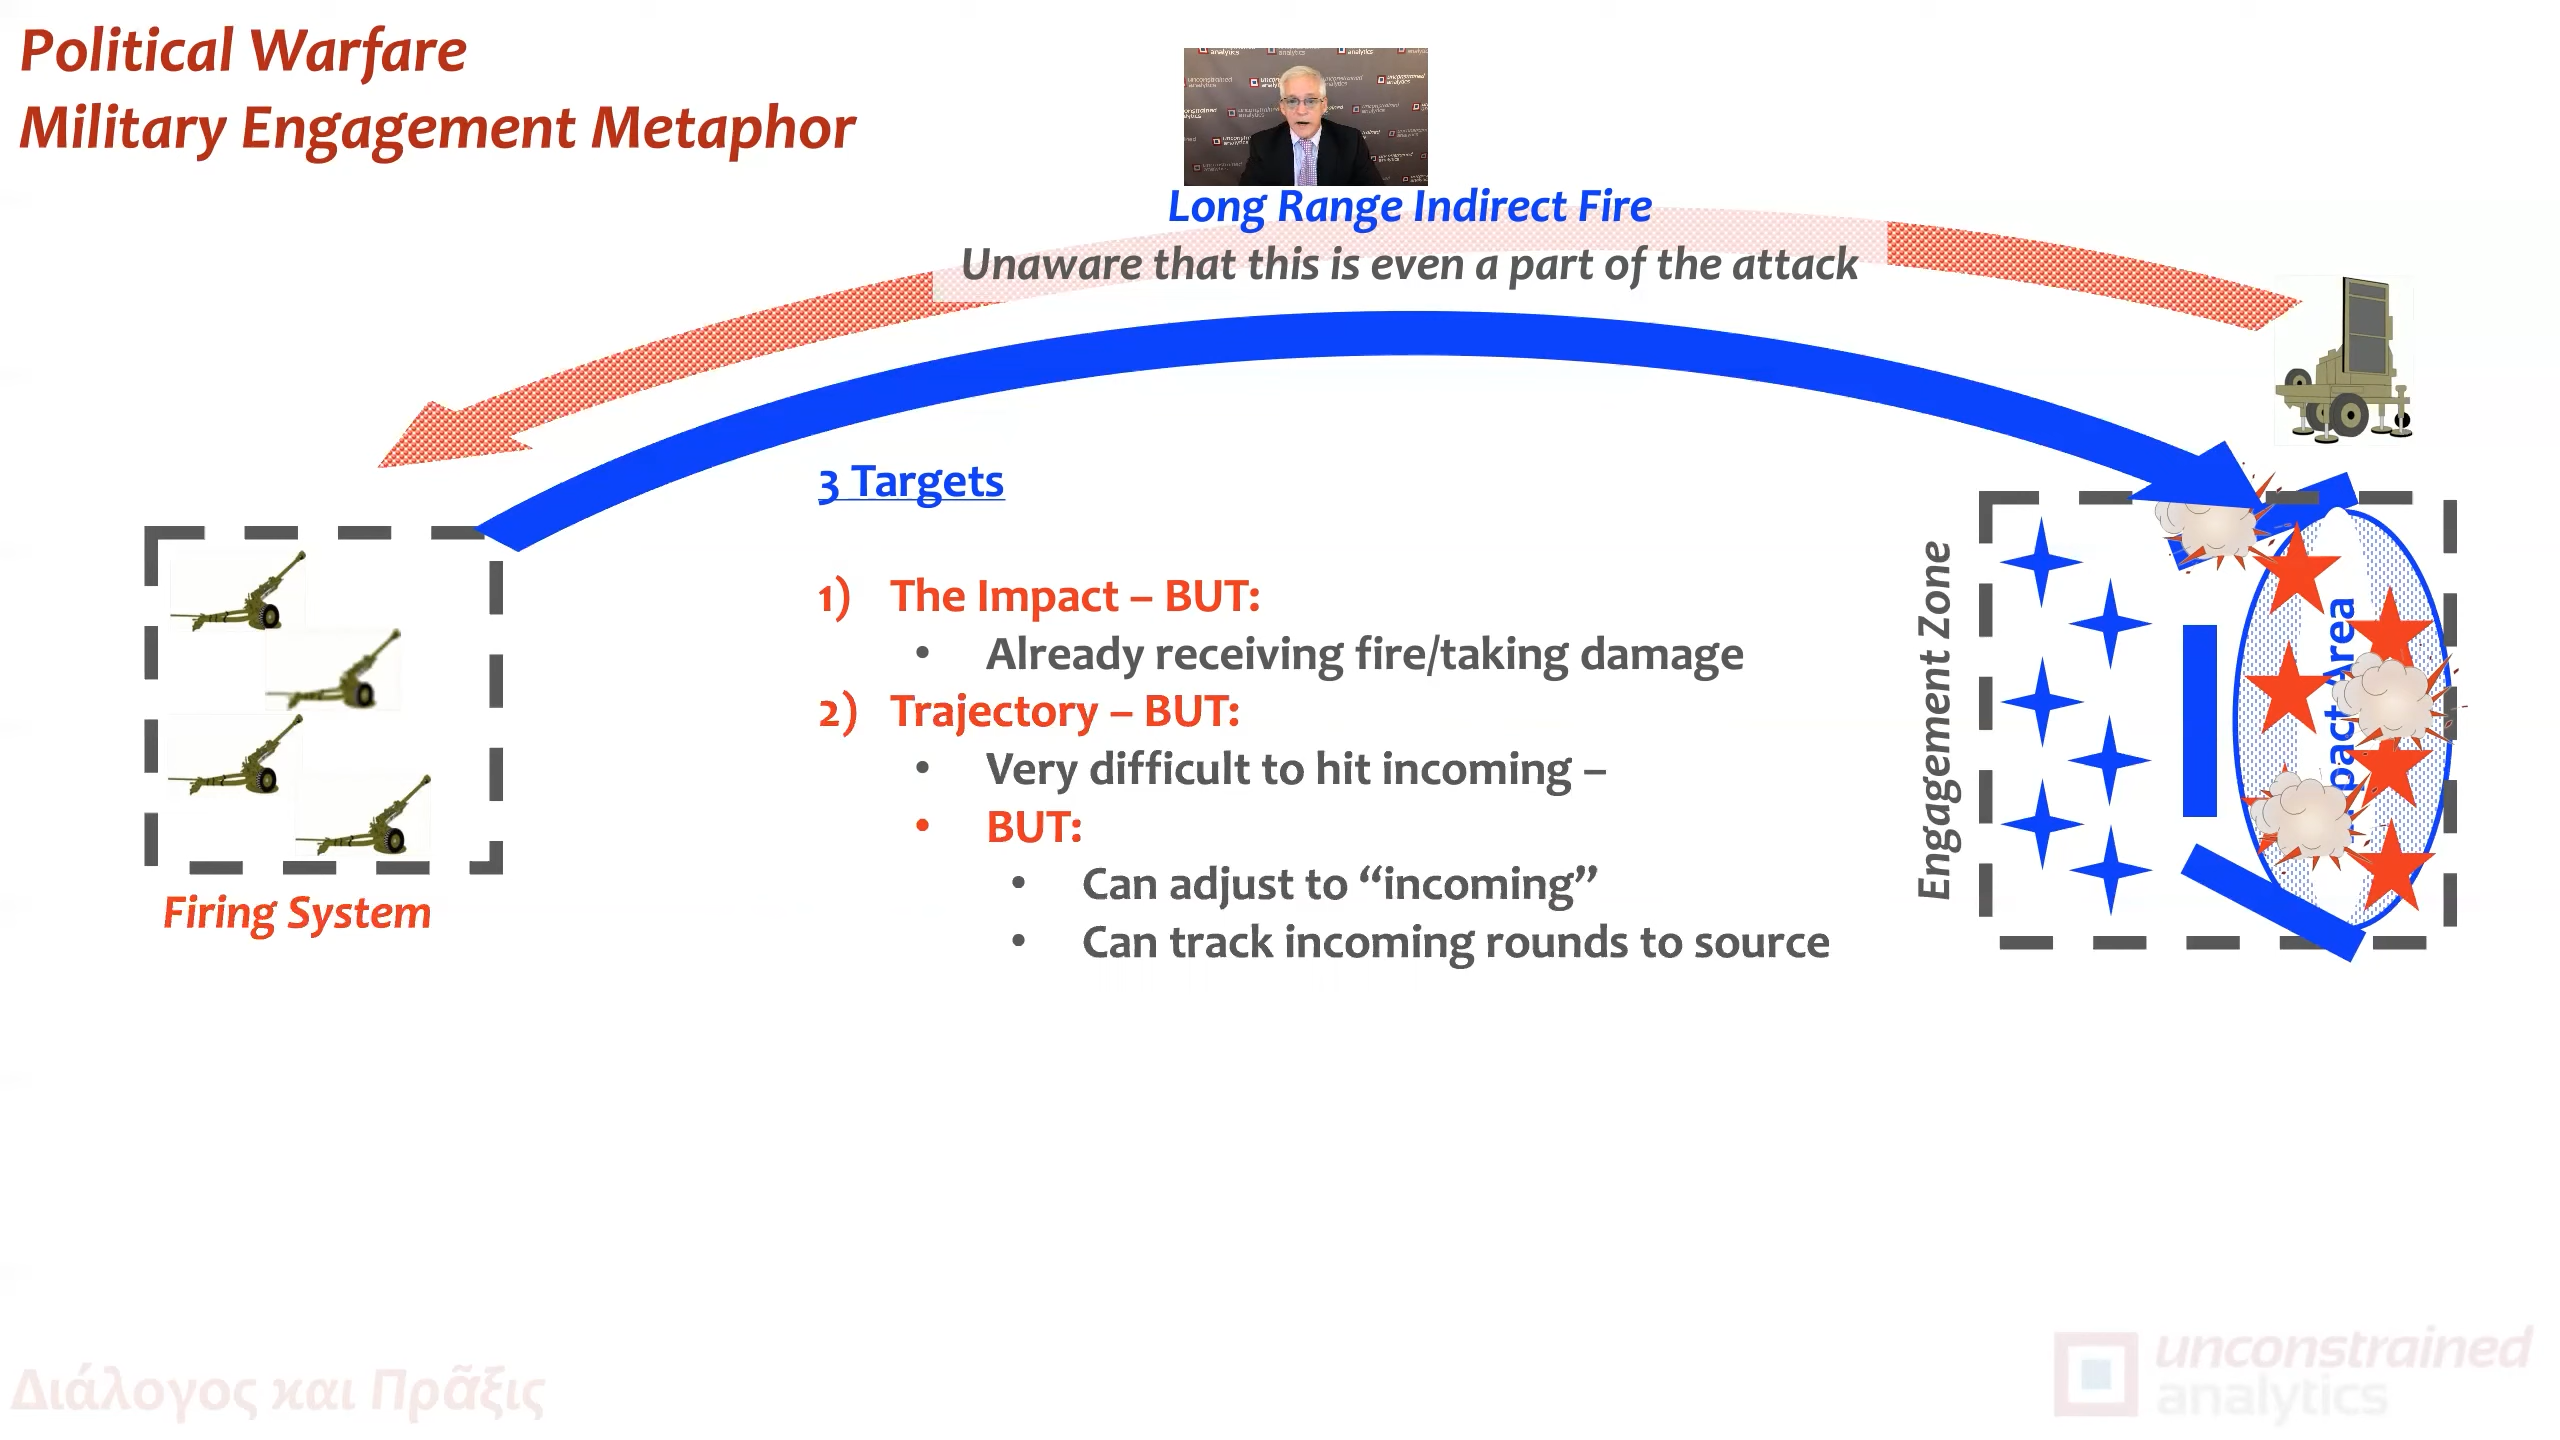 Political Warfare
Military Engagement Metaphor
Long Range Indirect Fire
Unaware that this is even a part of the attack
3 Targets
1) The Impact – BUT:
• Already receiving fire/taking damage
2) Trajectory – BUT:
• Very difficult to hit incoming –
• BUT:
• Can adjust to “incoming”
• Can track incoming rounds to source
Firing System
Engagement Zone
Διάλογος και Πρᾶξις
unconstrained
analytics